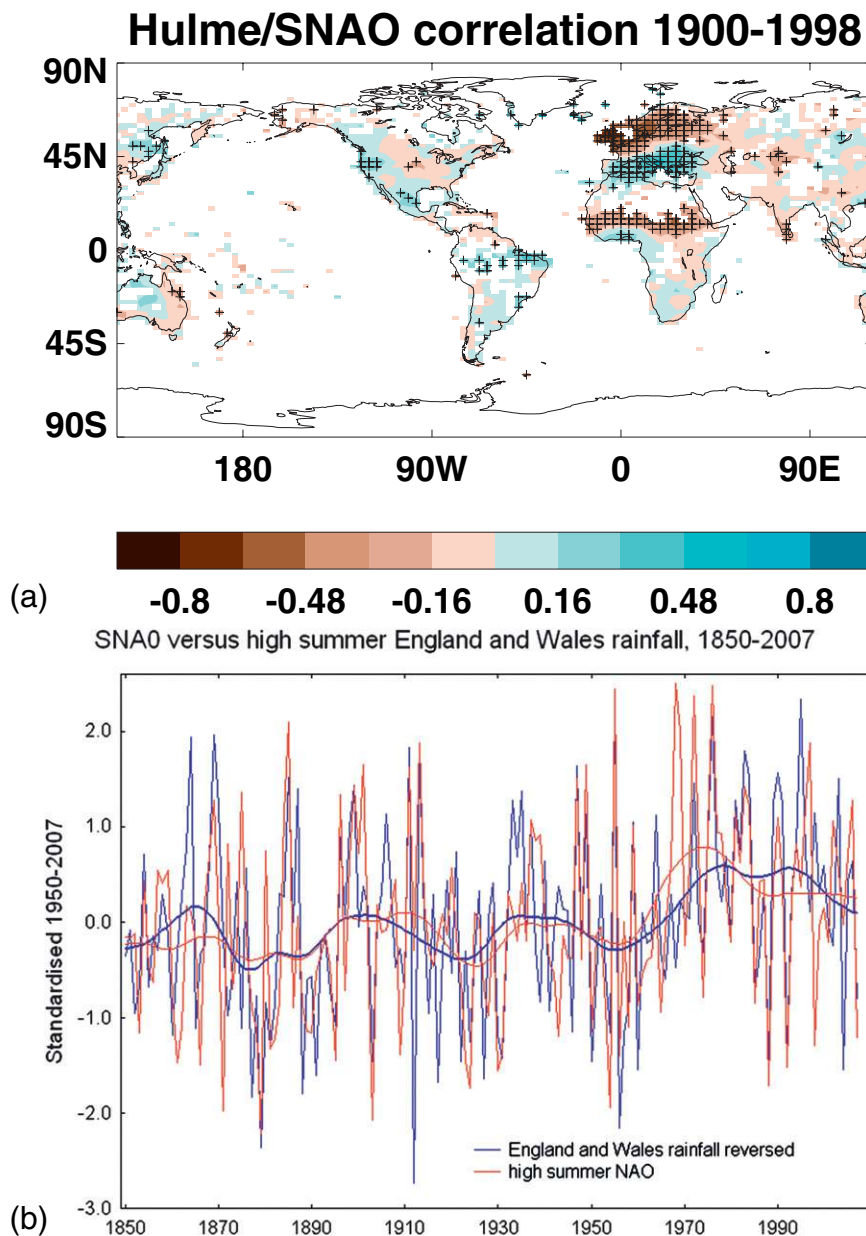 Hulme/SNAO correlation 1900-1998
90N
45N
0
45S
90S
180 90W 0 90E
(a)
-0.8 -0.48 -0.16 0.16 0.48 0.8
SNA0 versus high summer England and Wales rainfall, 1850-2007
Standardised 1950-2007
2.0
1.0
0.0
-1.0
-2.0
-3.0
England and Wales rainfall reversed
high summer NAO
(b)
1850 1870 1890 1910 1930 1950 1970 1990